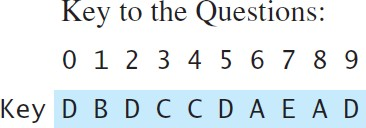 Key to the Questions:
0 1 2 3 4 5 6 7 8 9
Key D B D C C D A E A D